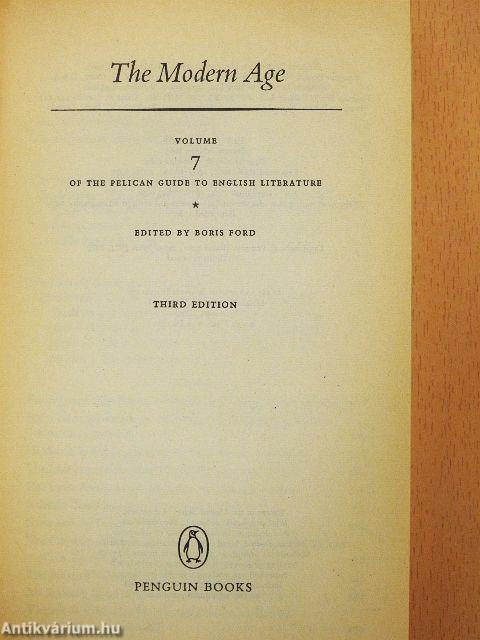 The Modern Age
VOLUME
7
OF THE PELICAN GUIDE TO ENGLISH LITERATURE
★
EDITED BY BORIS FORD
THIRD EDITION
PENGUIN BOOKS
Antikvárium.hu